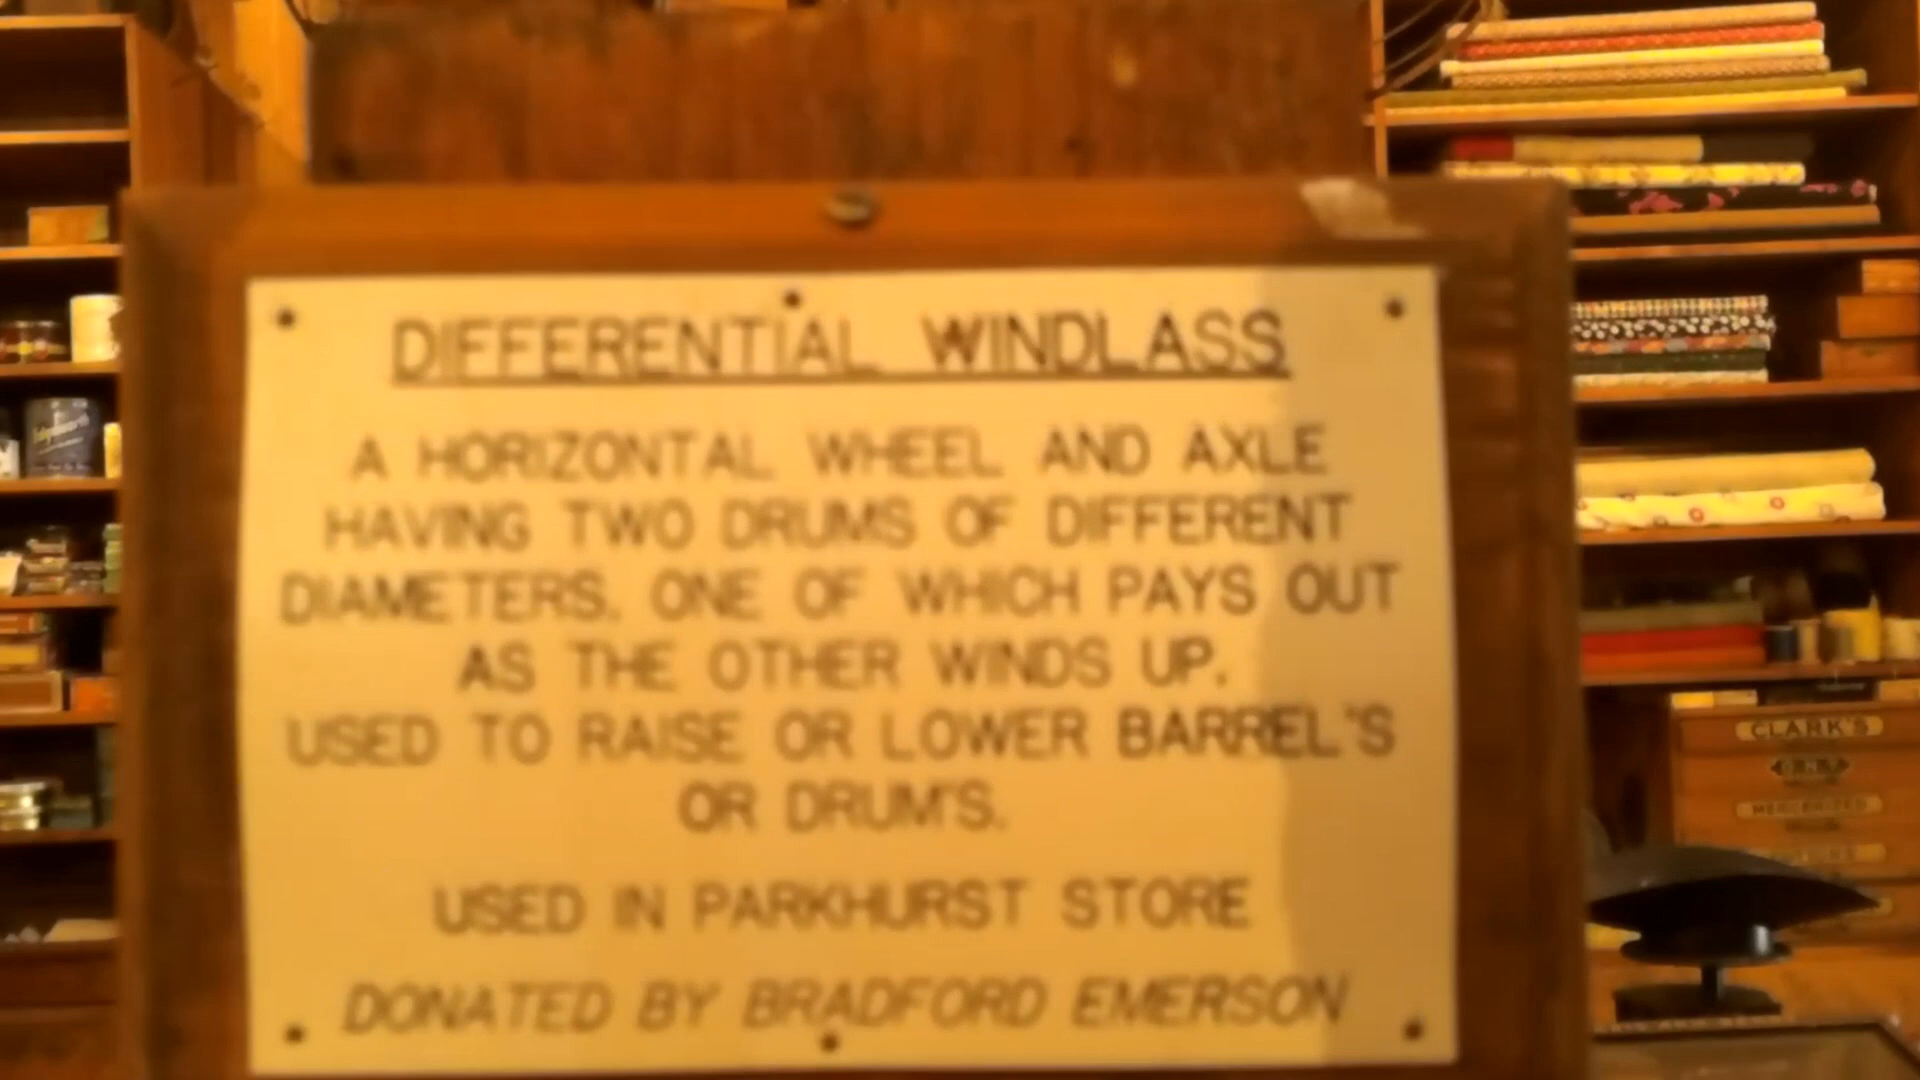 DIFFERENTIAL WINDLASS
A HORIZONTAL WHEEL AND AXLE
HAVING TWO DRUMS OF DIFFERENT
DIAMETERS. ONE OF WHICH PAYS OUT
AS THE OTHER WINDS UP.
USED TO RAISE OR LOWER BARREL'S
OR DRUM'S.
USED IN PARKHURST STORE
DONATED BY BRADFORD EMERSON
CLARK'S
O.N.T.
MERCERIZED